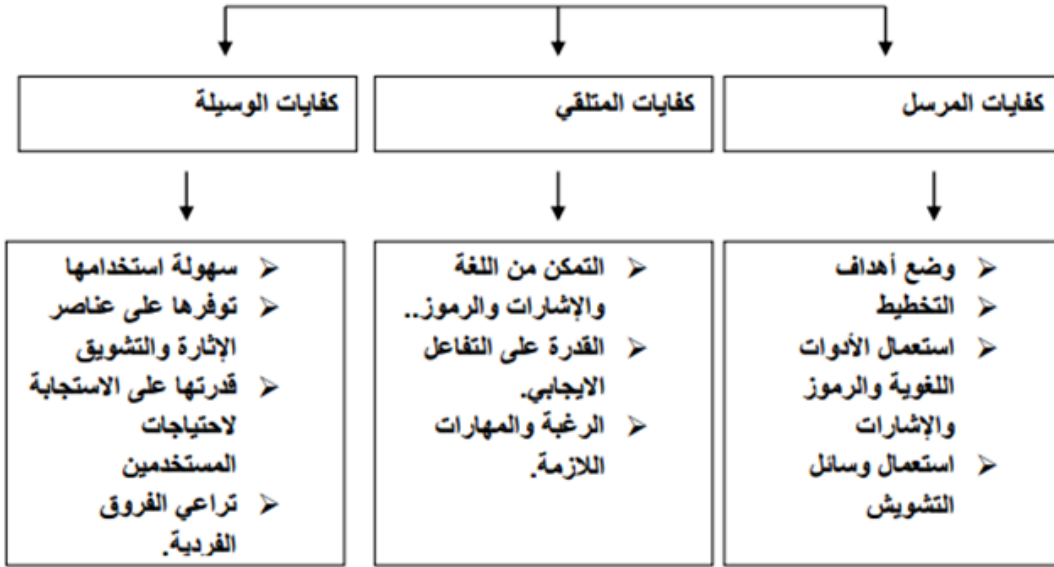 كفايات المرسل
كفايات المتلقي
كفايات الوسيلة
وضع أهداف
التخطيط
استعمال الأدوات
اللغوية والرموز
والإشارات
استعمال وسائل
التشويش
التمكن من اللغة
والإشارات والرموز..
القدرة على التفاعل
الايجابي.
الرغبة والمهارات
اللازمة.
سهولة استخدامها
توفرها على عناصر
الإثارة والتشويق
قدرتها على الاستجابة
لاحتياجات
المستخدمين
تراعي الفروق
الفردية.